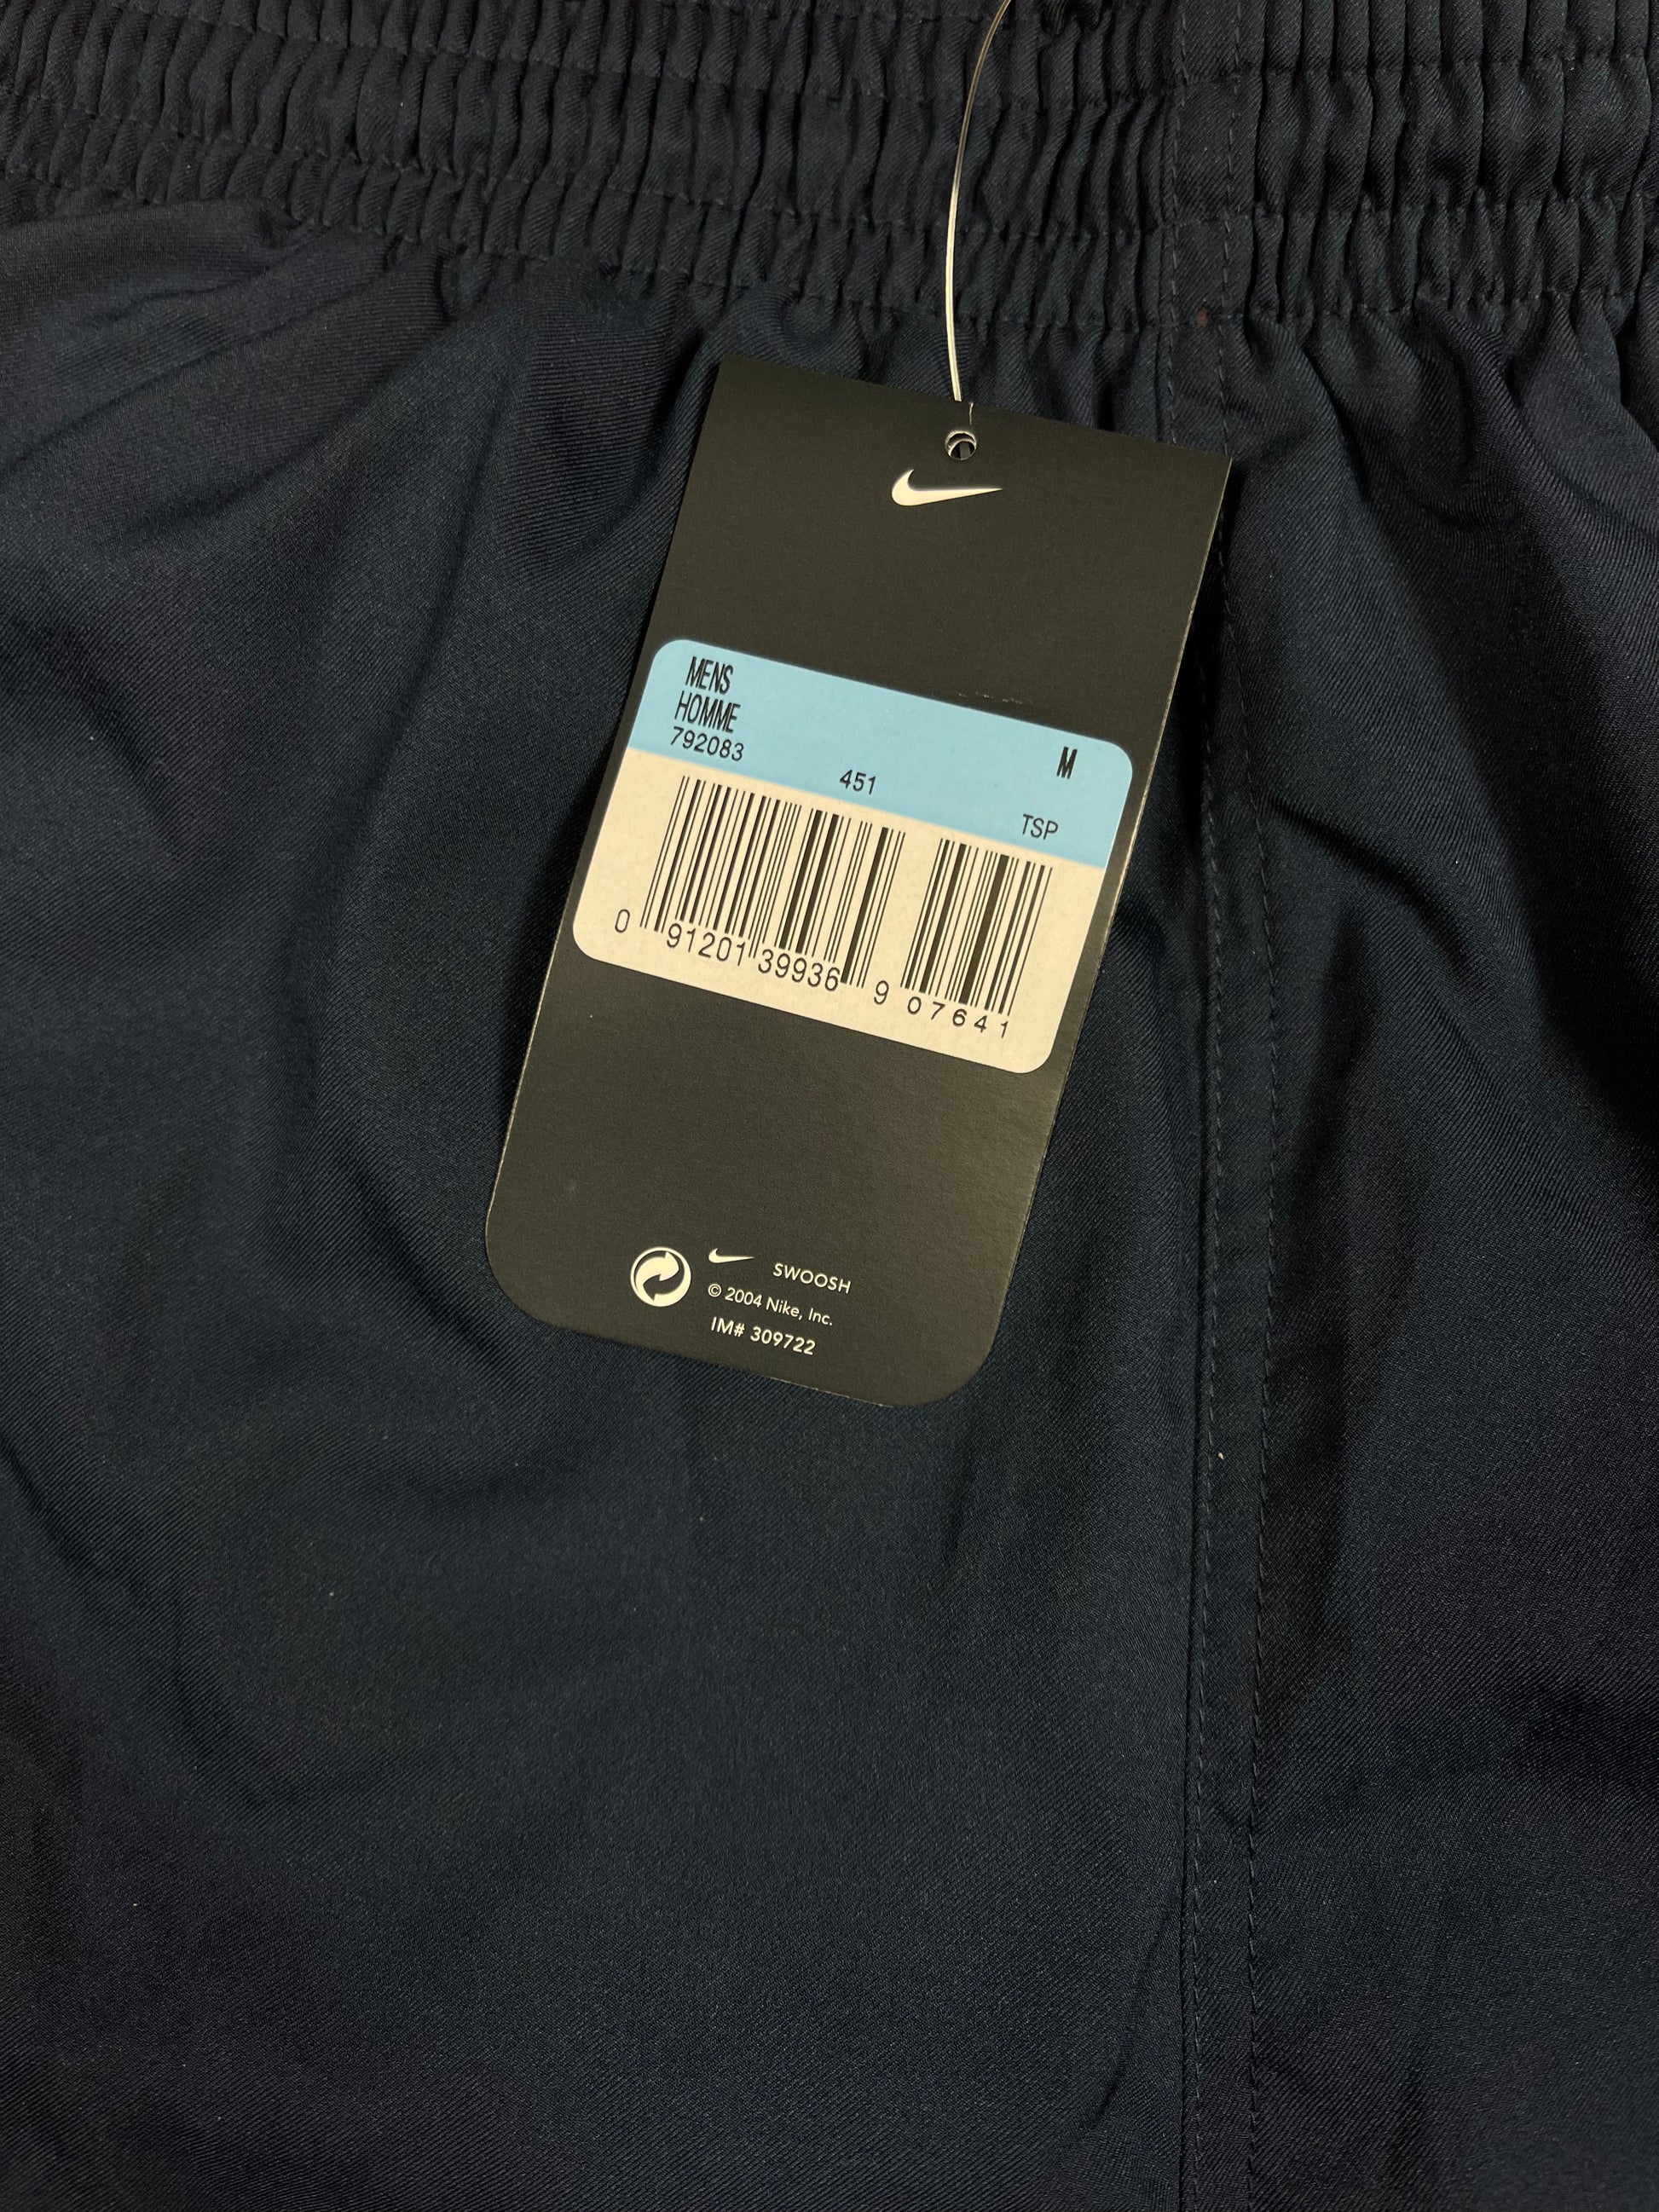 MENS
HOMME
M
792083
451
TSP
0 91201 39936 9 07641
SWOOSH
© 2004 Nike, Inc.
IM# 309722